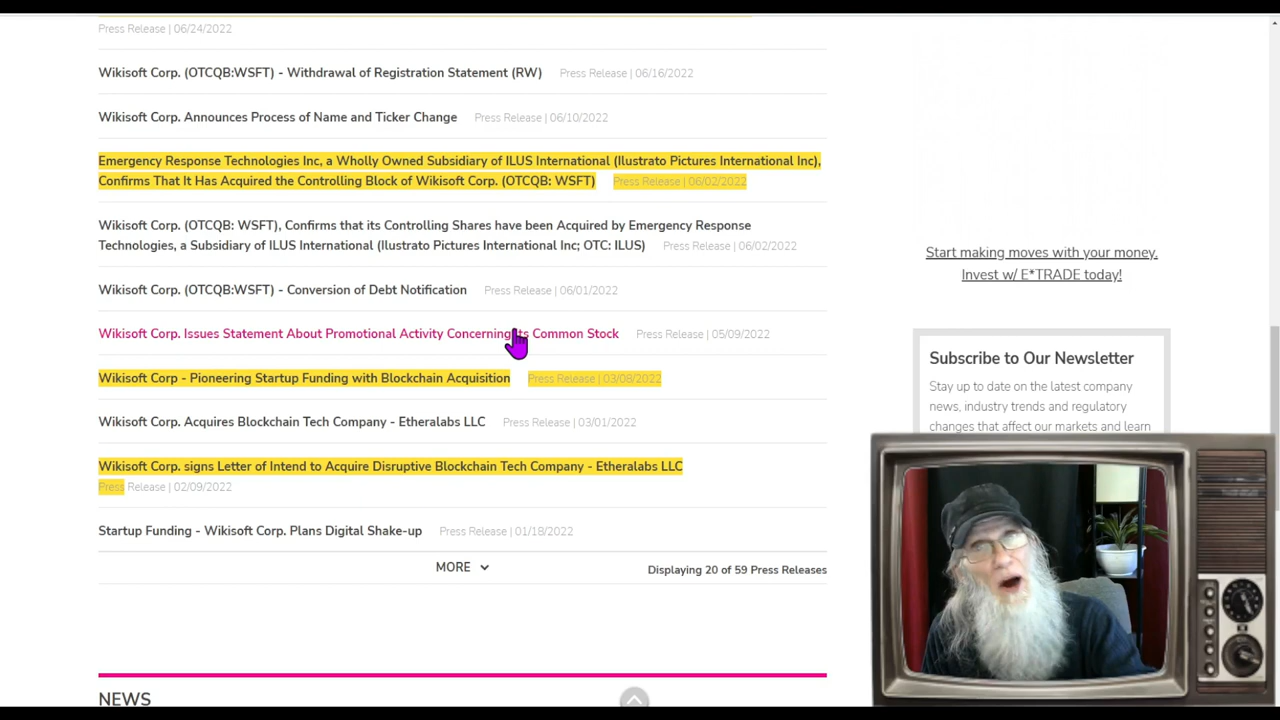 Press Release | 06/24/2022
Wikisoft Corp. (OTCQB:WSFT) - Withdrawal of Registration Statement (RW) Press Release | 06/16/2022
Wikisoft Corp. Announces Process of Name and Ticker Change Press Release | 06/10/2022
Emergency Response Technologies Inc, a Wholly Owned Subsidiary of ILUS International (Ilustrato Pictures International Inc),
Confirms That It Has Acquired the Controlling Block of Wikisoft Corp. (OTCQB: WSFT) Press Release | 06/02/2022
Wikisoft Corp. (OTCQB: WSFT), Confirms that its Controlling Shares have been Acquired by Emergency Response
Technologies, a Subsidiary of ILUS International (Ilustrato Pictures International Inc; OTC: ILUS) Press Release | 06/02/2022
Wikisoft Corp. (OTCQB:WSFT) - Conversion of Debt Notification Press Release | 06/01/2022
Wikisoft Corp. Issues Statement About Promotional Activity Concerning its Common Stock Press Release | 05/09/2022
Wikisoft Corp - Pioneering Startup Funding with Blockchain Acquisition Press Release | 03/08/2022
Wikisoft Corp. Acquires Blockchain Tech Company - Etheralabs LLC Press Release | 03/01/2022
Wikisoft Corp. signs Letter of Intend to Acquire Disruptive Blockchain Tech Company - Etheralabs LLC
Press Release | 02/09/2022
Startup Funding - Wikisoft Corp. Plans Digital Shake-up Press Release | 01/18/2022
MORE
Displaying 20 of 59 Press Releases
NEWS
Start making moves with your money.
Invest w/ E*TRADE today!
Subscribe to Our Newsletter
Stay up to date on the latest company
news, industry trends and regulatory
changes that affect our markets and learn